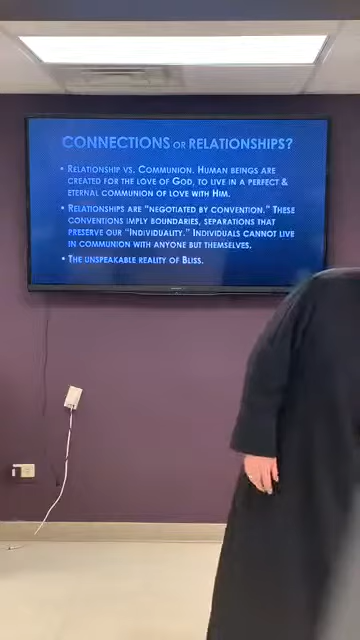 CONNECTIONS OR RELATIONSHIPS?
• RELATIONSHIP VS. COMMUNION. HUMAN BEINGS ARE
CREATED FOR THE LOVE OF GOD, TO LIVE IN A PERFECT &
ETERNAL COMMUNION OF LOVE WITH HIM.
• RELATIONSHIPS ARE "NEGOTIATED BY CONVENTION." THESE
CONVENTIONS IMPLY BOUNDARIES, SEPARATIONS THAT
PRESERVE OUR "INDIVIDUALITY." INDIVIDUALS CANNOT LIVE
IN COMMUNION WITH ANYONE BUT THEMSELVES.
• THE UNSPEAKABLE REALITY OF BLISS.